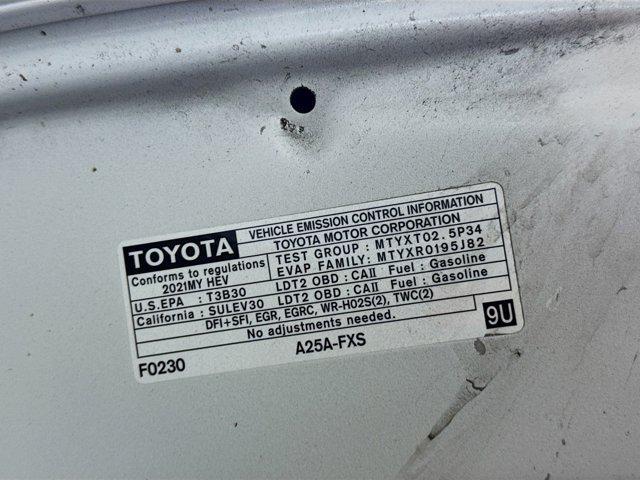 TOYOTA
VEHICLE EMISSION CONTROL INFORMATION
TOYOTA MOTOR CORPORATION
Conforms to regulations
2021MY HEV
TEST GROUP : MTYXT02.5P34
EVAP FAMILY: MTYXR0195J82
U.S.EPA : T3B30 LDT2 OBD : CAII Fuel : Gasoline
California : SULEV30 LDT2 OBD : CAII Fuel : Gasoline
DFI+SFI, EGR, EGRC, WR-HO2S(2), TWC(2)
No adjustments needed.
9U
F0230 A25A-FXS